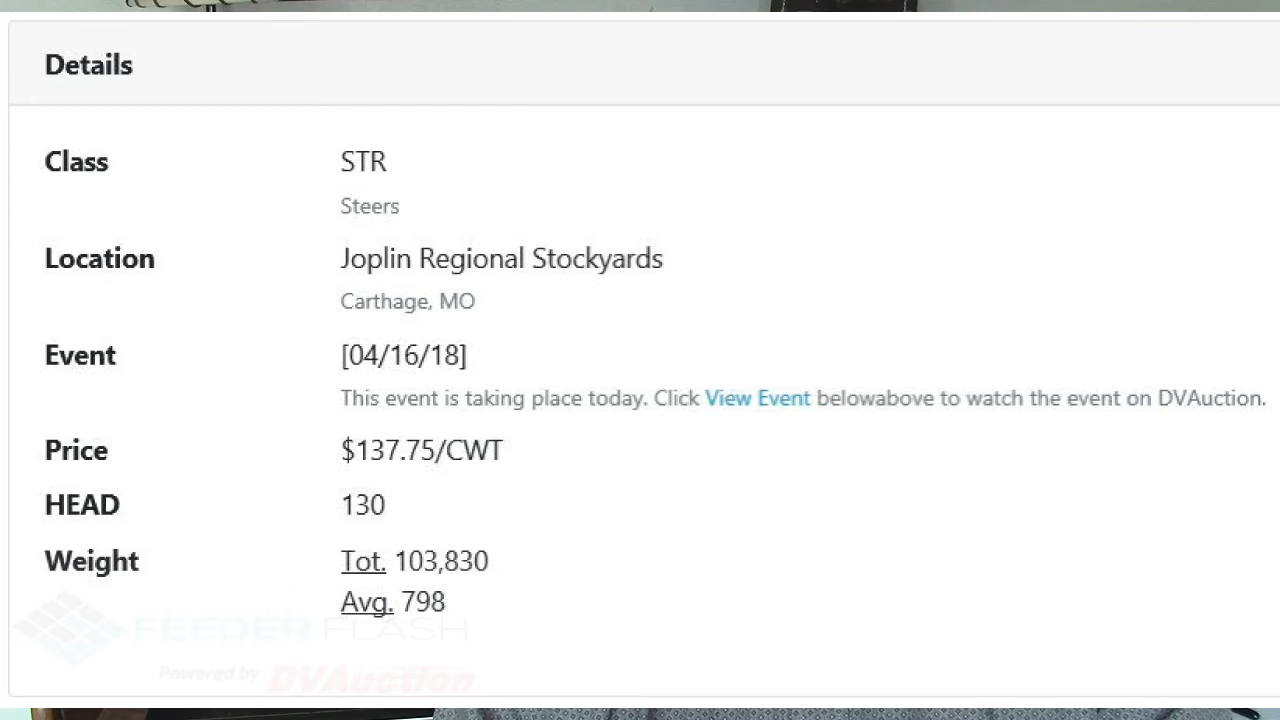 Details
Class STR
Steers
Location Joplin Regional Stockyards
Carthage, MO
Event [04/16/18]
This event is taking place today. Click View Event belowabove to watch the event on DVAuction.
Price $137.75/CWT
HEAD 130
Weight Tot. 103,830
Avg. 798
FEEDER FLASH
Powered by DVAuction